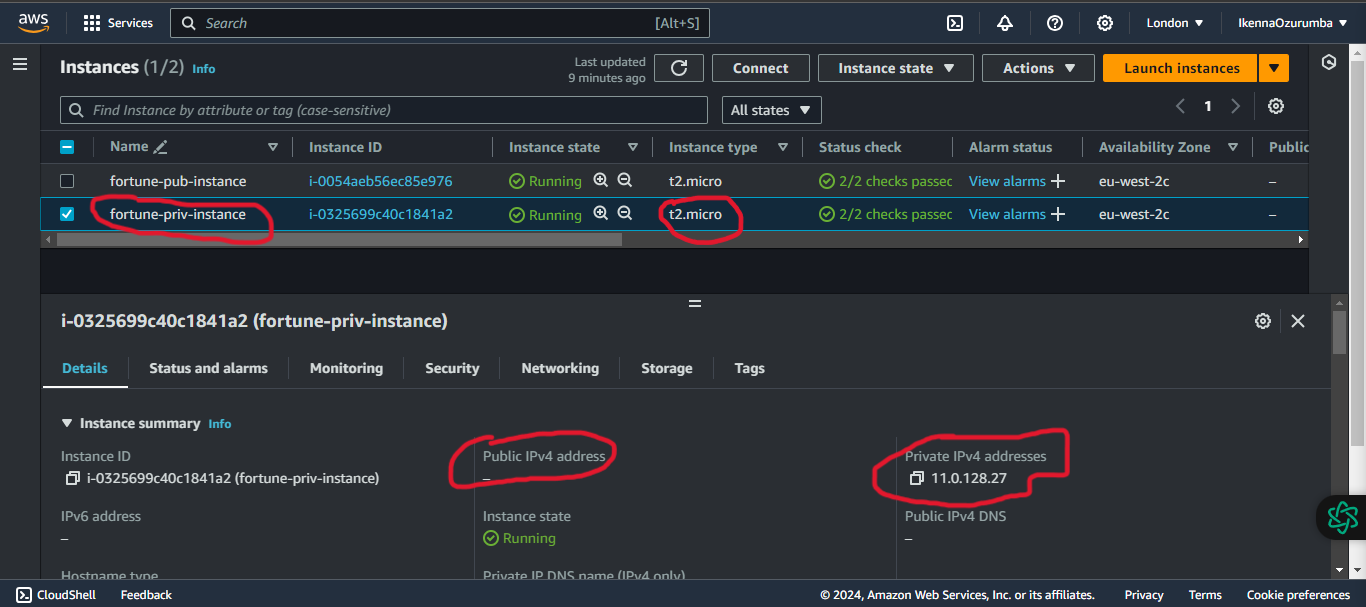 aws Services Search [Alt+S] London ▼ IkennaOzurumba ▼
Instances (1/2) Info Last updated 9 minutes ago Connect Instance state ▼ Actions ▼ Launch instances ▼
Find Instance by attribute or tag (case-sensitive) All states ▼ 1
Name Instance ID Instance state Instance type Status check Alarm status Availability Zone Public
fortune-pub-instance i-0054aeb56ec85e976 Running t2.micro 2/2 checks passec View alarms + eu-west-2c –
fortune-priv-instance i-0325699c40c1841a2 Running t2.micro 2/2 checks passec View alarms + eu-west-2c –
i-0325699c40c1841a2 (fortune-priv-instance)
Details Status and alarms Monitoring Security Networking Storage Tags
▼ Instance summary Info
Instance ID Public IPv4 address Private IPv4 addresses
i-0325699c40c1841a2 (fortune-priv-instance) – 11.0.128.27
IPv6 address Instance state Public IPv4 DNS
– Running –
Hostname type Private IP DNS name (IPv4 only)
CloudShell Feedback © 2024, Amazon Web Services, Inc. or its affiliates. Privacy Terms Cookie preferences